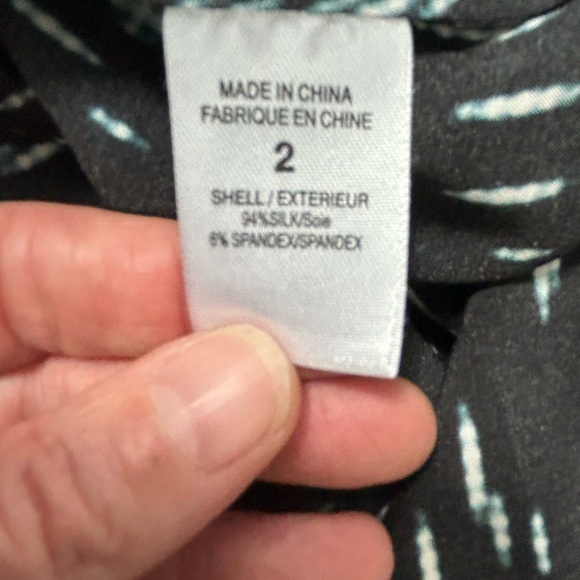 MADE IN CHINA
FABRIQUE EN CHINE
2
SHELL / EXTERIEUR
94%SILK/Soie
6% SPANDEX/SPANDEX